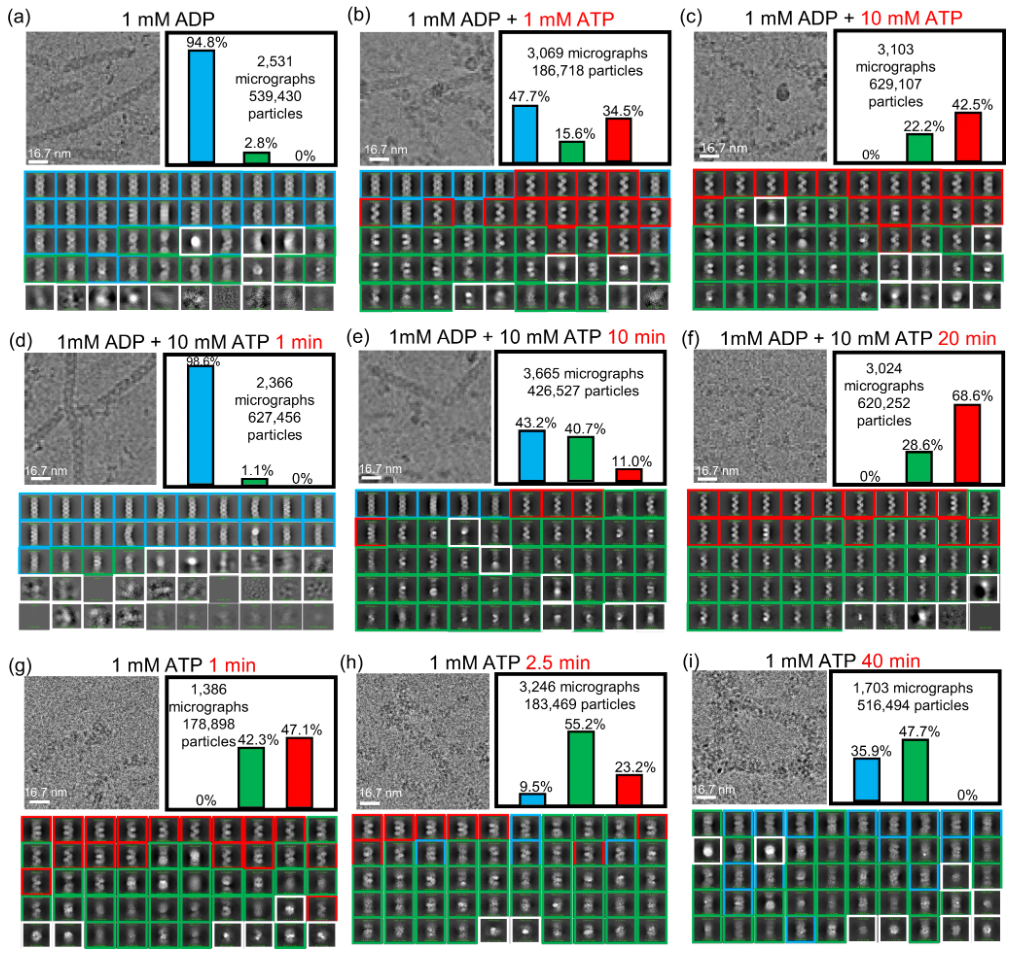 (a) 1 mM ADP
94.8%
2,531
micrographs
539,430
particles
2.8%
0%
16.7 nm
(b) 1 mM ADP + 1 mM ATP
3,069 micrographs
186,718 particles
47.7%
15.6%
34.5%
16.7 nm
(c) 1 mM ADP + 10 mM ATP
3,103
micrographs
629,107
particles
42.5%
22.2%
0%
16.7 nm
(d) 1mM ADP + 10 mM ATP 1 min
98.6%
2,366
micrographs
627,456
particles
1.1%
0%
16.7 nm
(e) 1mM ADP + 10 mM ATP 10 min
3,665 micrographs
426,527 particles
43.2%
40.7%
11.0%
16.7 nm
(f) 1mM ADP + 10 mM ATP 20 min
3,024
micrographs
620,252
particles
68.6%
28.6%
0%
16.7 nm
(g) 1 mM ATP 1 min
1,386
micrographs
178,898
particles
42.3%
47.1%
0%
16.7 nm
(h) 1 mM ATP 2.5 min
3,246 micrographs
183,469 particles
55.2%
9.5%
23.2%
16.7 nm
(i) 1 mM ATP 40 min
1,703 micrographs
516,494 particles
47.7%
35.9%
0%
16.7 nm